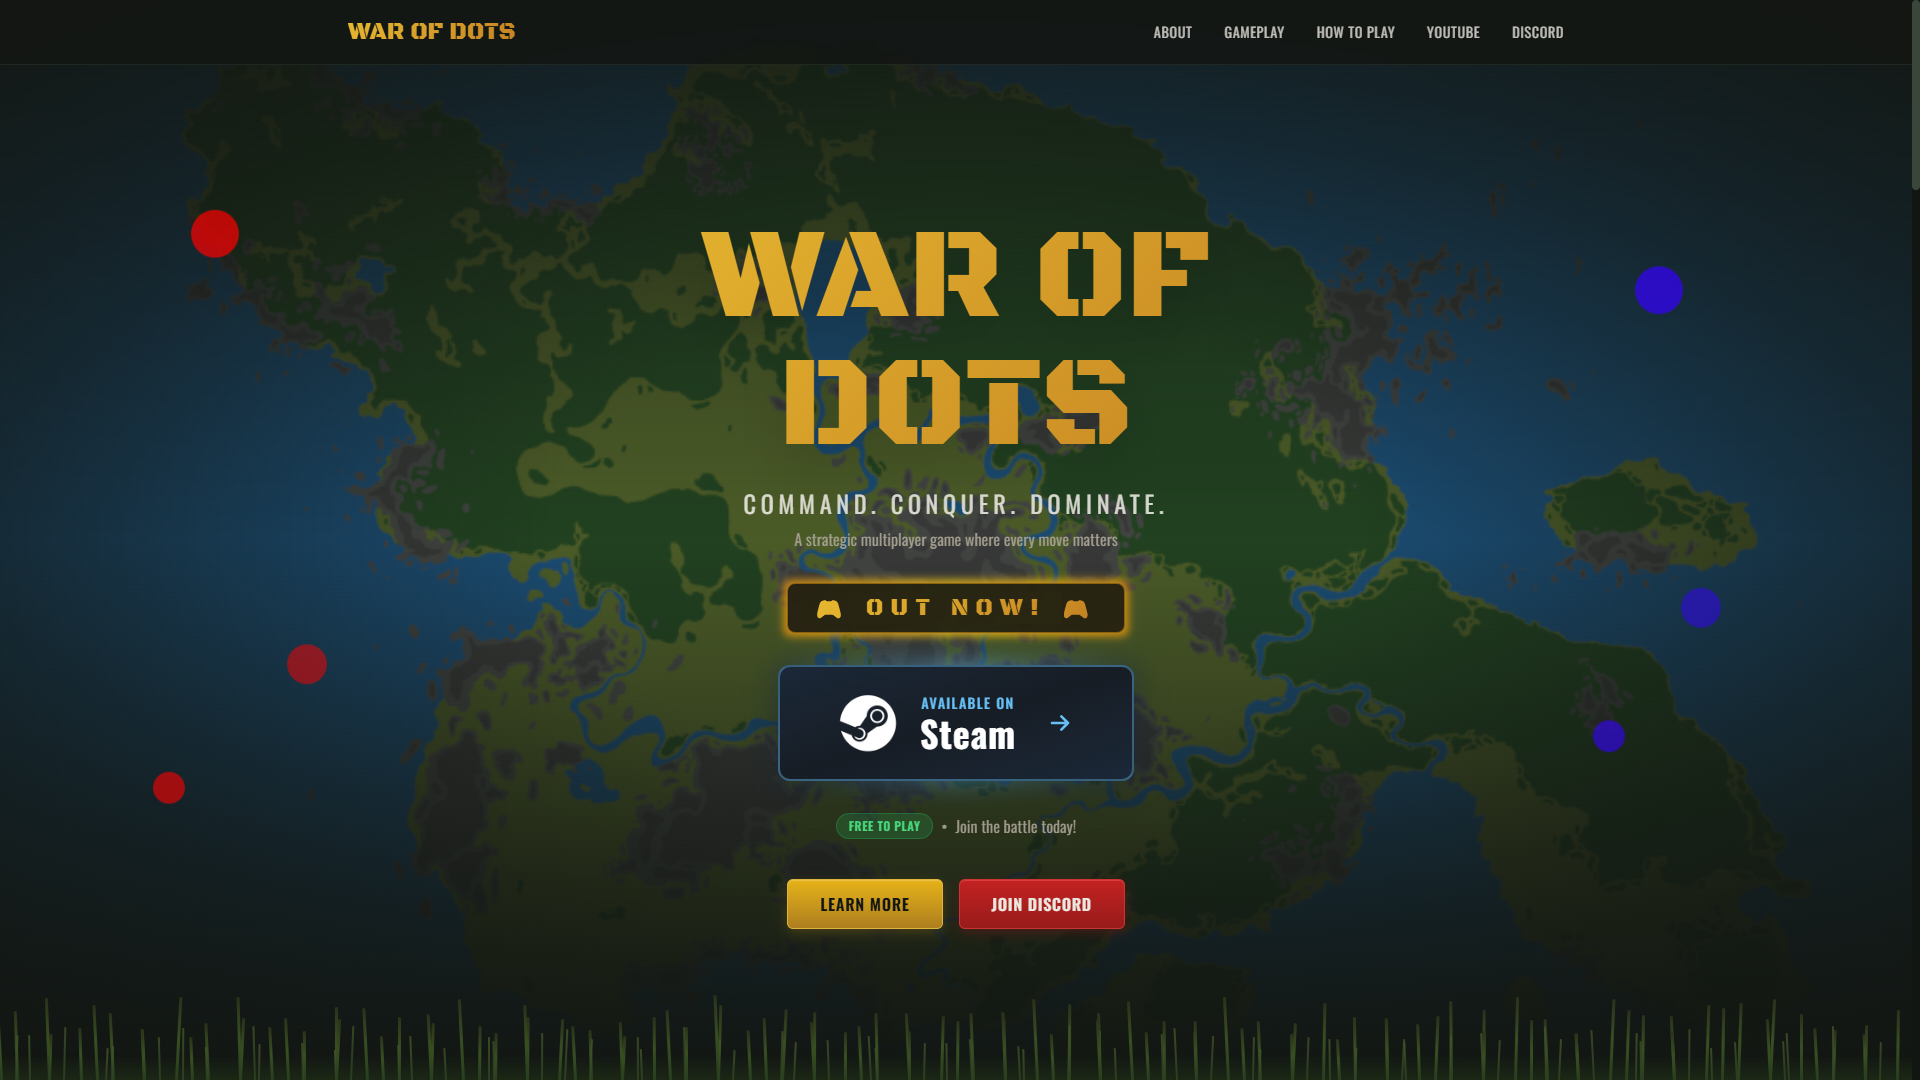 WAR OF DOTS
ABOUT
GAMEPLAY
HOW TO PLAY
YOUTUBE
DISCORD
WAR OF
DOTS
COMMAND. CONQUER. DOMINATE.
A strategic multiplayer game where every move matters
OUT NOW!
AVAILABLE ON
Steam
FREE TO PLAY • Join the battle today!
LEARN MORE
JOIN DISCORD